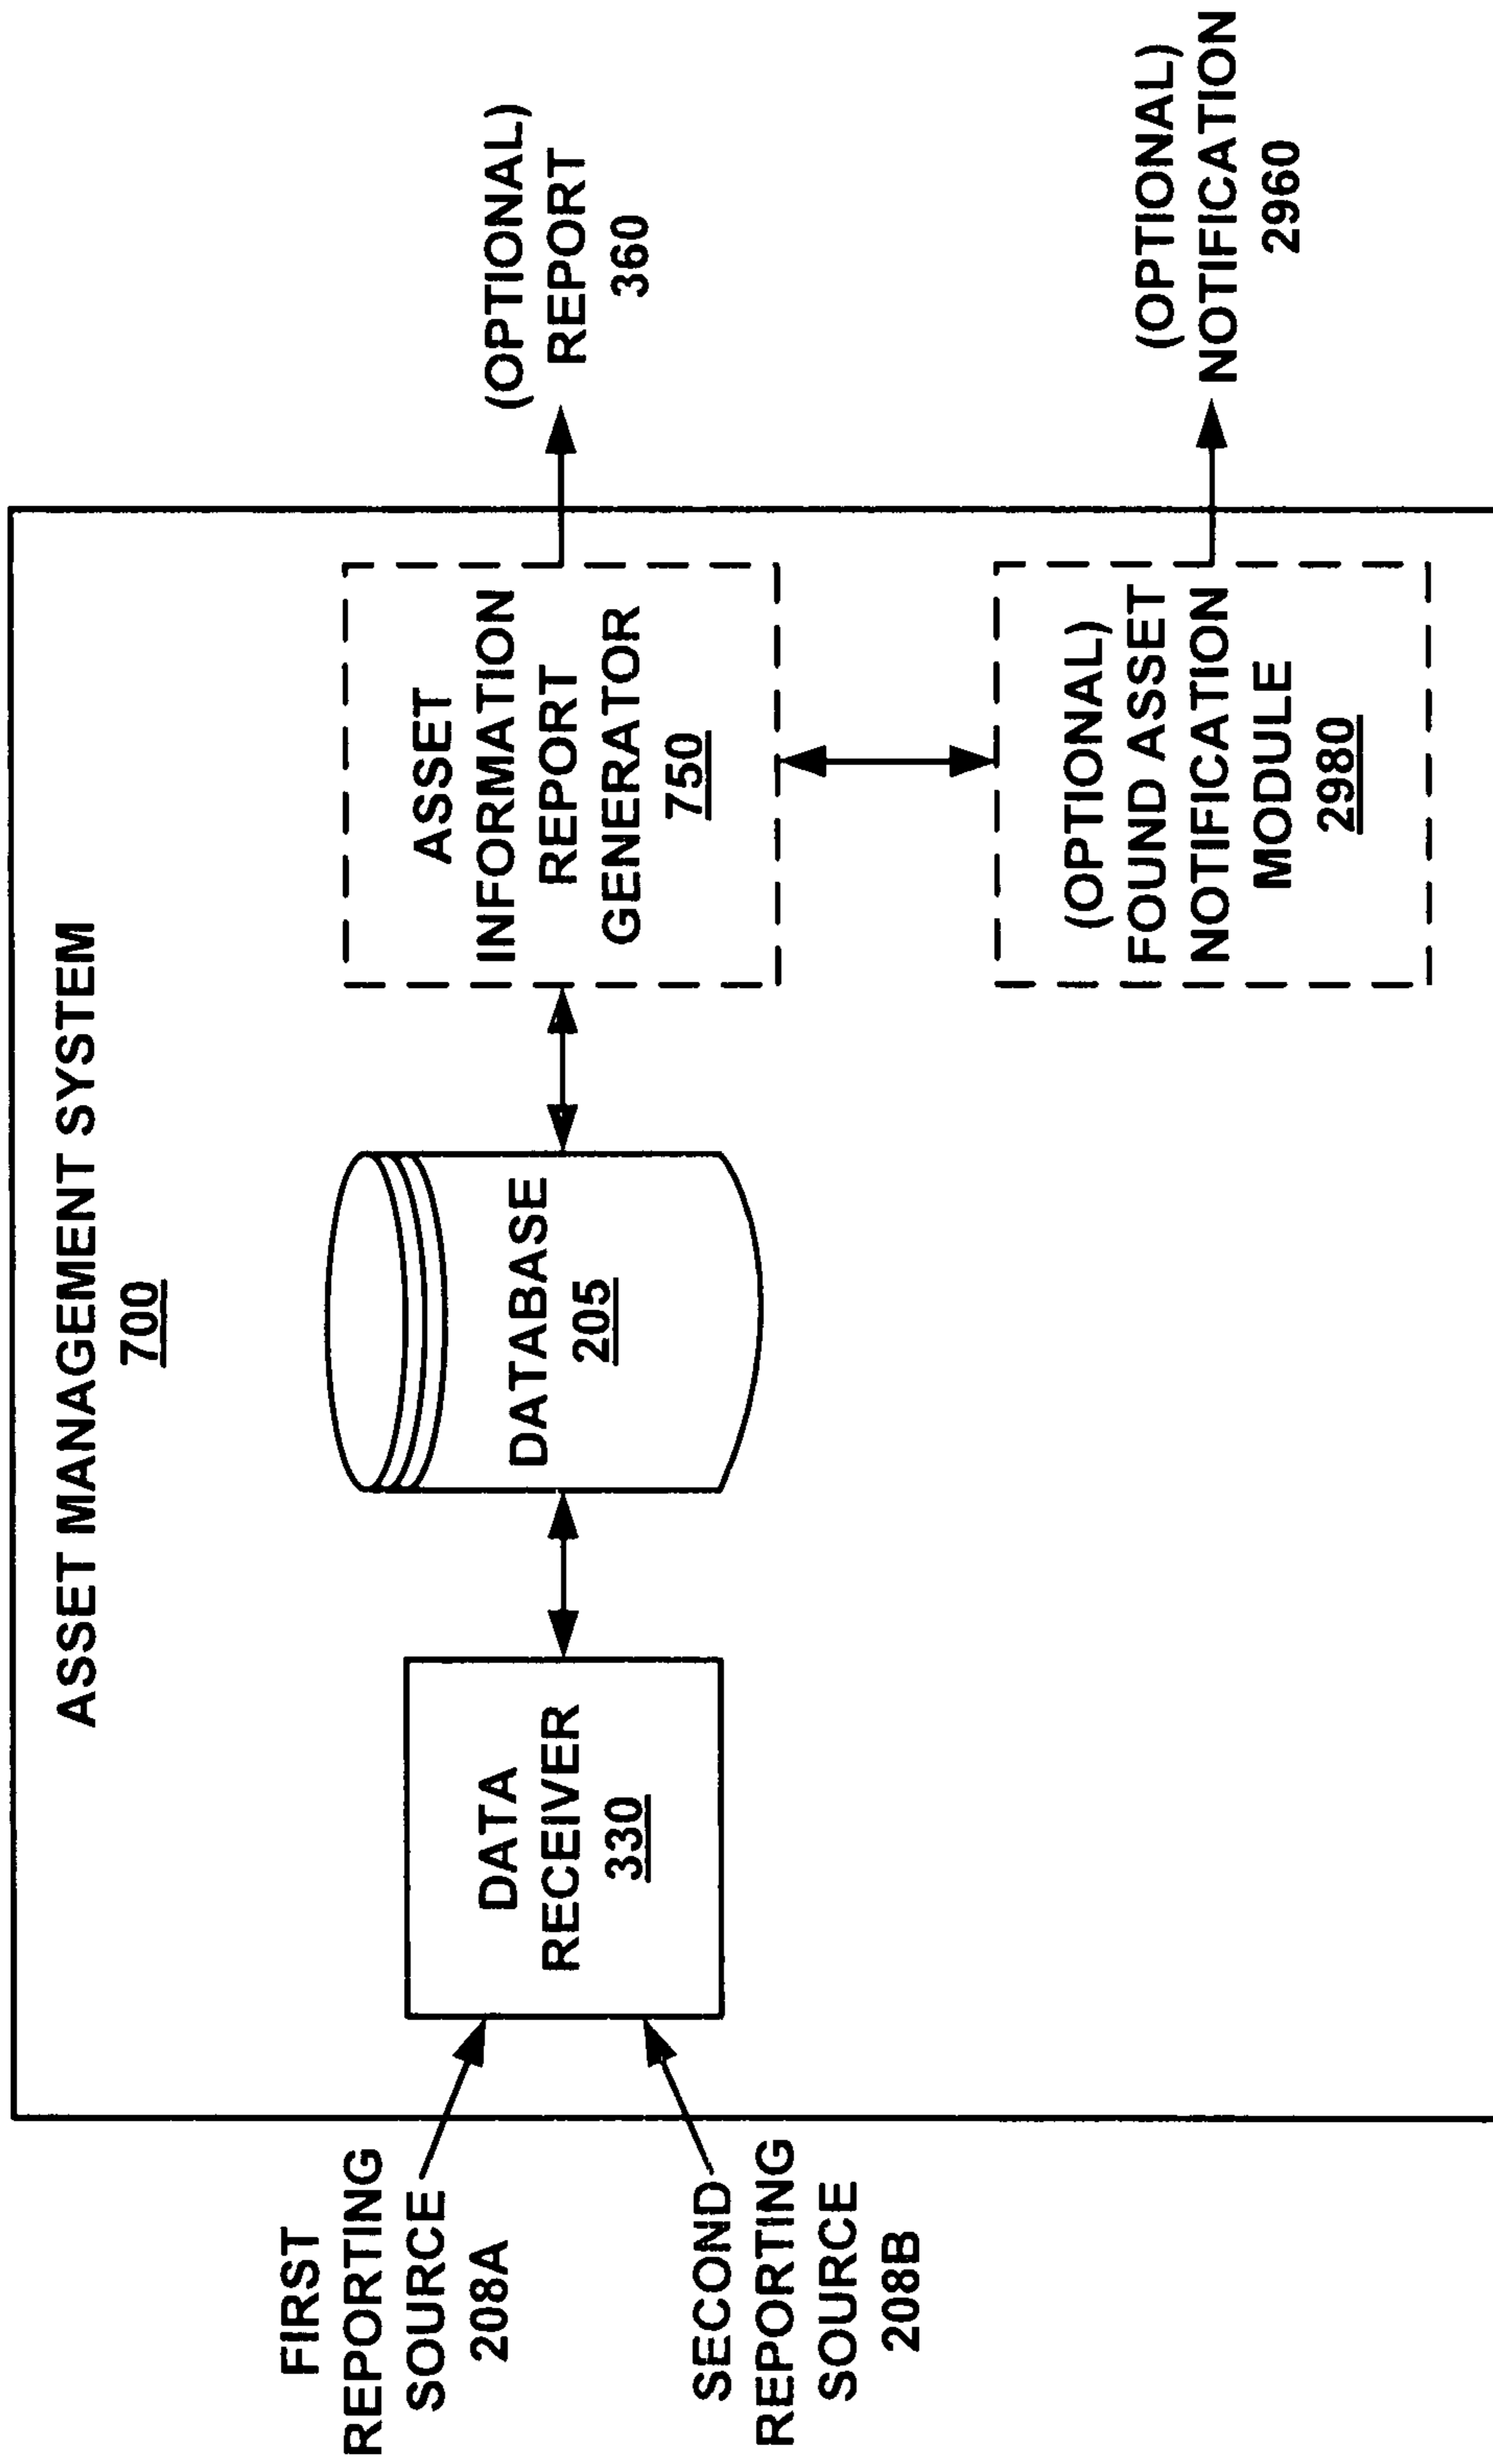 ASSET MANAGEMENT SYSTEM
700
FIRST
REPORTING
SOURCE
208A
SECOND
REPORTING
SOURCE
208B
DATA
RECEIVER
330
DATABASE
205
ASSET
INFORMATION
REPORT
GENERATOR
750
(OPTIONAL)
REPORT
360
(OPTIONAL)
FOUND ASSET
NOTIFICATION
MODULE
2980
(OPTIONAL)
NOTIFICATION
2960